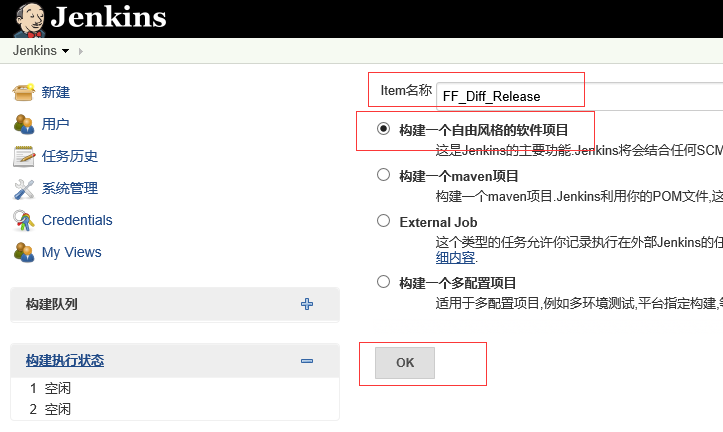 Jenkins
Jenkins
新建
用户
任务历史
系统管理
Credentials
My Views
构建队列
构建执行状态
1 空闲
2 空闲
Item名称 FF_Diff_Release
构建一个自由风格的软件项目
这是Jenkins的主要功能.Jenkins将会结合任何SCM
构建一个maven项目
构建一个maven项目.Jenkins利用你的POM文件,这
External Job
这个类型的任务允许你记录执行在外部Jenkins的任
细内容.
构建一个多配置项目
适用于多配置项目,例如多环境测试,平台指定构建,
OK